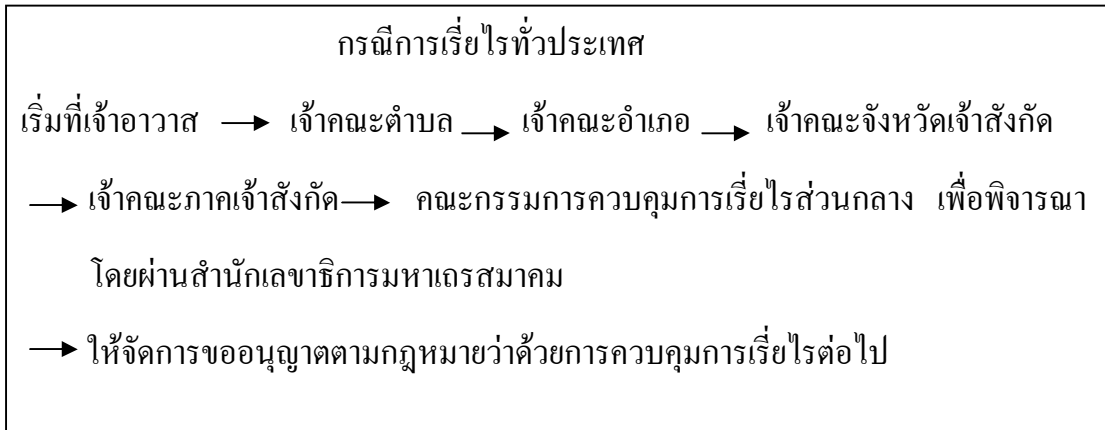 กรณีการเรี่ยไรทั่วประเทศ
เริ่มที่เจ้าอาวาส → เจ้าคณะตำบล → เจ้าคณะอำเภอ → เจ้าคณะจังหวัดเจ้าสังกัด
→ เจ้าคณะภาคเจ้าสังกัด → คณะกรรมการควบคุมการเรี่ยไรส่วนกลาง เพื่อพิจารณา
โดยผ่านสำนักเลขาธิการมหาเถรสมาคม
→ ให้จัดการขออนุญาตตามกฎหมายว่าด้วยการควบคุมการเรี่ยไรต่อไป